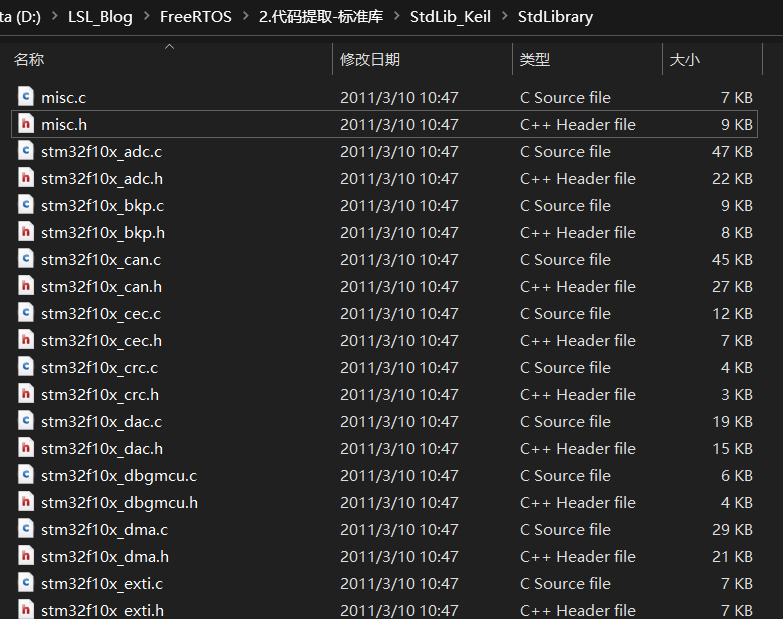 ta (D:) > LSL_Blog > FreeRTOS > 2.代码提取-标准库 > StdLib_Keil > StdLibrary
名称 修改日期 类型 大小
misc.c 2011/3/10 10:47 C Source file 7 KB
misc.h 2011/3/10 10:47 C++ Header file 9 KB
stm32f10x_adc.c 2011/3/10 10:47 C Source file 47 KB
stm32f10x_adc.h 2011/3/10 10:47 C++ Header file 22 KB
stm32f10x_bkp.c 2011/3/10 10:47 C Source file 9 KB
stm32f10x_bkp.h 2011/3/10 10:47 C++ Header file 8 KB
stm32f10x_can.c 2011/3/10 10:47 C Source file 45 KB
stm32f10x_can.h 2011/3/10 10:47 C++ Header file 27 KB
stm32f10x_cec.c 2011/3/10 10:47 C Source file 12 KB
stm32f10x_cec.h 2011/3/10 10:47 C++ Header file 7 KB
stm32f10x_crc.c 2011/3/10 10:47 C Source file 4 KB
stm32f10x_crc.h 2011/3/10 10:47 C++ Header file 3 KB
stm32f10x_dac.c 2011/3/10 10:47 C Source file 19 KB
stm32f10x_dac.h 2011/3/10 10:47 C++ Header file 15 KB
stm32f10x_dbgmcu.c 2011/3/10 10:47 C Source file 6 KB
stm32f10x_dbgmcu.h 2011/3/10 10:47 C++ Header file 4 KB
stm32f10x_dma.c 2011/3/10 10:47 C Source file 29 KB
stm32f10x_dma.h 2011/3/10 10:47 C++ Header file 21 KB
stm32f10x_exti.c 2011/3/10 10:47 C Source file 7 KB
stm32f10x_exti.h 2011/3/10 10:47 C++ Header file 7 KB